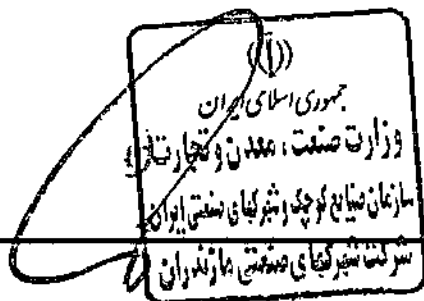 جمهوری اسلامی ایران
وزارت صنعت، معدن و تجارت
سازمان صنایع کوچک و شهرکهای صنعتی ایران
شرکت شهرکهای صنعتی مازندران